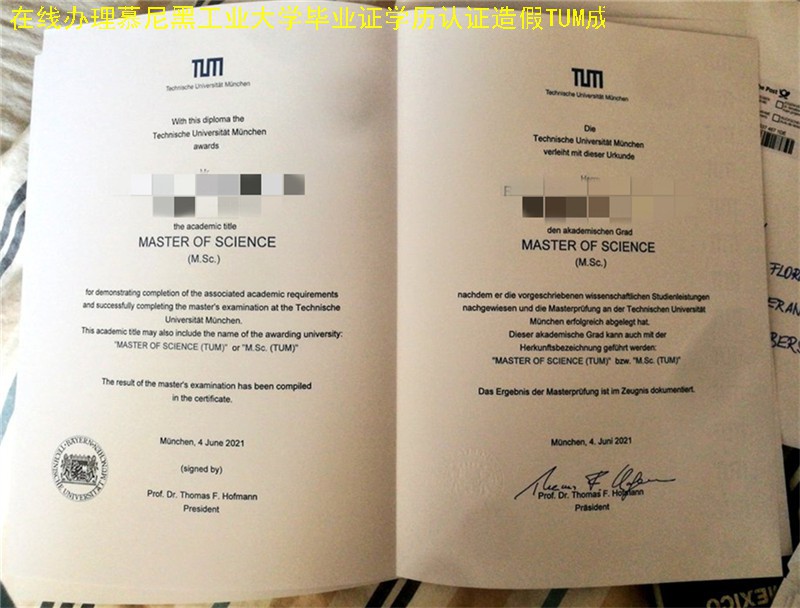 在线办理慕尼黑工业大学毕业证学历认证造假TUM成
TUM
Technische Universität München
With this diploma the
Technische Universität München
awards
the academic title
MASTER OF SCIENCE
(M.Sc.)
for demonstrating completion of the associated academic requirements
and successfully completing the master's examination at the Technische
Universität München.
This academic title may also include the name of the awarding university:
"MASTER OF SCIENCE (TUM)" or "M.Sc. (TUM)"
The result of the master's examination has been compiled
in the certificate.
München, 4 June 2021
(signed by)
Prof. Dr. Thomas F. Hofmann
President
TUM
Technische Universität München
Die
Technische Universität München
verleiht mit dieser Urkunde
Herrn
den akademischen Grad
MASTER OF SCIENCE
(M.Sc.)
nachdem er die vorgeschriebenen wissenschaftlichen Studienleistungen
nachgewiesen und die Masterprüfung an der Technischen Universität
München erfolgreich abgelegt hat.
Dieser akademische Grad kann auch mit der
Herkunftsbezeichnung geführt werden:
"MASTER OF SCIENCE (TUM)" bzw. "M.Sc. (TUM)"
Das Ergebnis der Masterprüfung ist im Zeugnis dokumentiert.
München, 4. Juni 2021
Prof. Dr. Thomas F. Hofmann
Präsident
Post
MEXICO